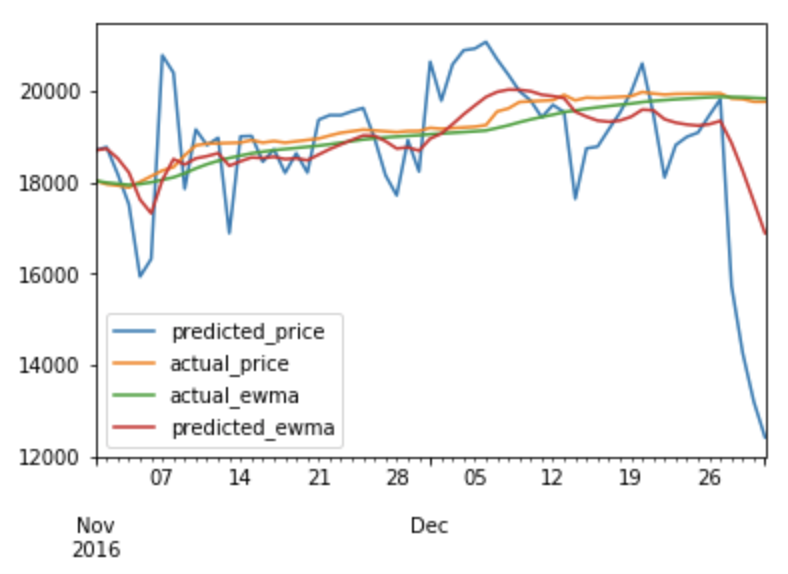 20000
18000
16000
14000
12000
predicted_price
actual_price
actual_ewma
predicted_ewma
07 14 21 28 05 12 19 26
Nov Dec
2016